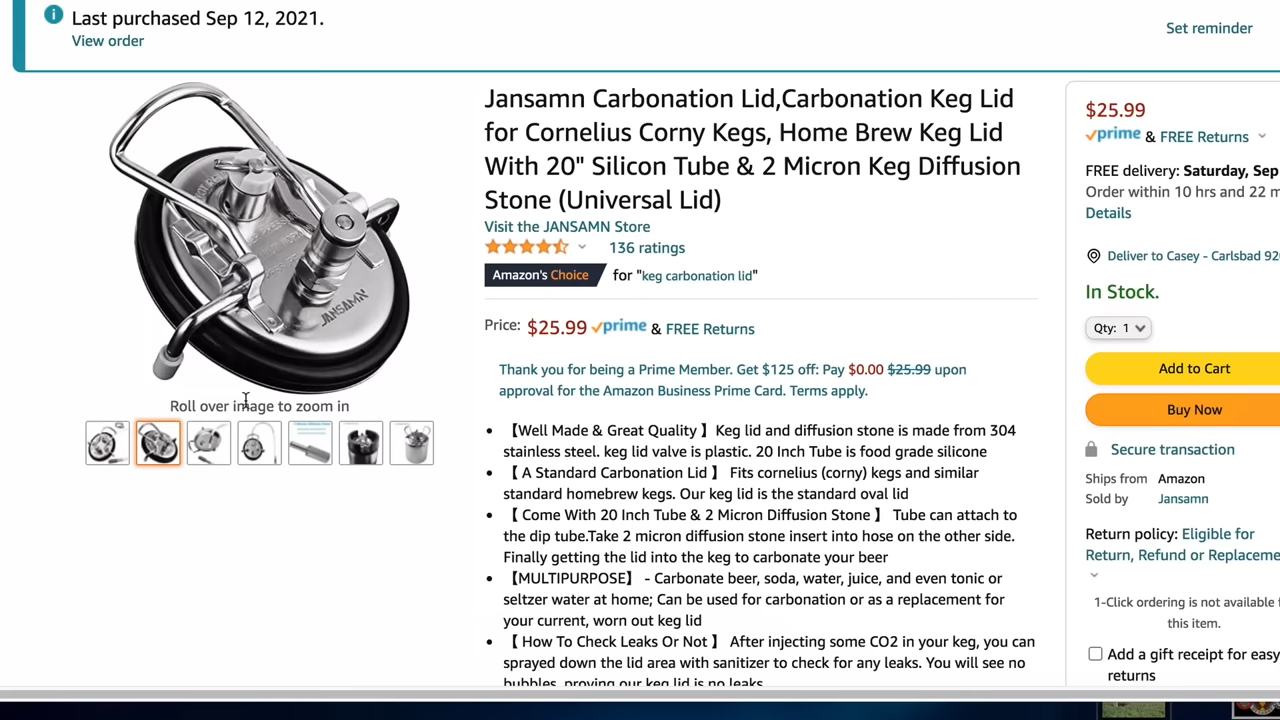 Last purchased Sep 12, 2021.
View order
Set reminder
JANSAMN
Roll over image to zoom in
Jansamn Carbonation Lid,Carbonation Keg Lid
for Cornelius Corny Kegs, Home Brew Keg Lid
With 20" Silicon Tube & 2 Micron Keg Diffusion
Stone (Universal Lid)
Visit the JANSAMN Store
136 ratings
Amazon's Choice for "keg carbonation lid"
Price: $25.99 prime & FREE Returns
Thank you for being a Prime Member. Get $125 off: Pay $0.00 $25.99 upon
approval for the Amazon Business Prime Card. Terms apply.
• 【Well Made & Great Quality 】Keg lid and diffusion stone is made from 304
stainless steel. keg lid valve is plastic. 20 Inch Tube is food grade silicone
• 【 A Standard Carbonation Lid 】 Fits cornelius (corny) kegs and similar
standard homebrew kegs. Our keg lid is the standard oval lid
• 【 Come With 20 Inch Tube & 2 Micron Diffusion Stone 】 Tube can attach to
the dip tube.Take 2 micron diffusion stone insert into hose on the other side.
Finally getting the lid into the keg to carbonate your beer
• 【MULTIPURPOSE】 - Carbonate beer, soda, water, juice, and even tonic or
seltzer water at home; Can be used for carbonation or as a replacement for
your current, worn out keg lid
• 【 How To Check Leaks Or Not 】 After injecting some CO2 in your keg, you can
sprayed down the lid area with sanitizer to check for any leaks. You will see no
bubbles, proving our keg lid is no leaks
$25.99
prime & FREE Returns
FREE delivery: Saturday, Sep
Order within 10 hrs and 22 m
Details
Deliver to Casey - Carlsbad 920
In Stock.
Qty: 1
Add to Cart
Buy Now
Secure transaction
Ships from Amazon
Sold by Jansamn
Return policy: Eligible for
Return, Refund or Replaceme
1-Click ordering is not available f
this item.
Add a gift receipt for easy
returns